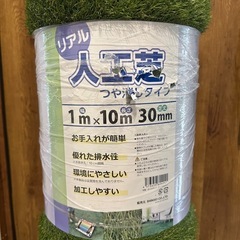 リアル
人工芝
つや消しタイプ
1m×10m 30mm
お手入れが簡単
優れた排水性
環境にやさしい
加工しやすい